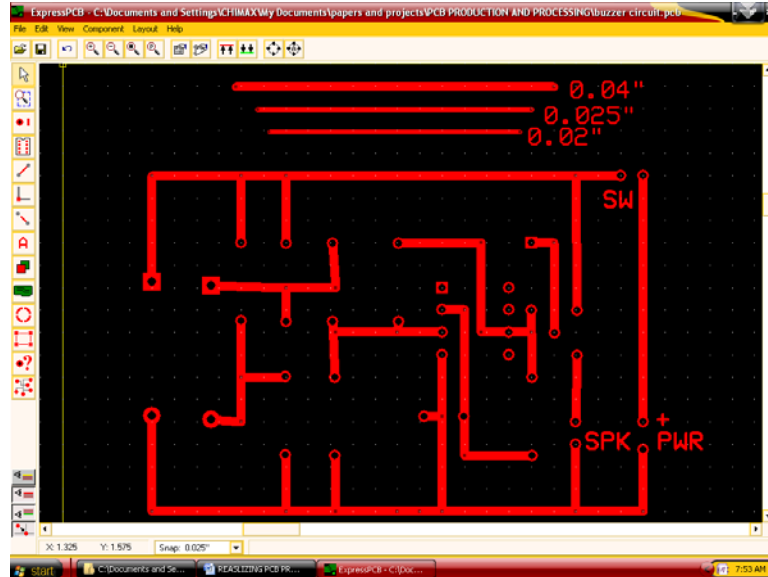 ExpressPCB - C:\Documents and Settings\CHIMAX\My Documents\papers and projects\PCB PRODUCTION AND PROCESSING\buzzer circuit.pcb
File Edit View Component Layout Help
0.04"
0.025"
0.02"
SW
+
SPK PWR
X: 1.325 Y: 1.575 Snap: 0.025"
start C:\Documents and Se... REASLIZING PCB PR... ExpressPCB - C:\Doc... 7:53 AM